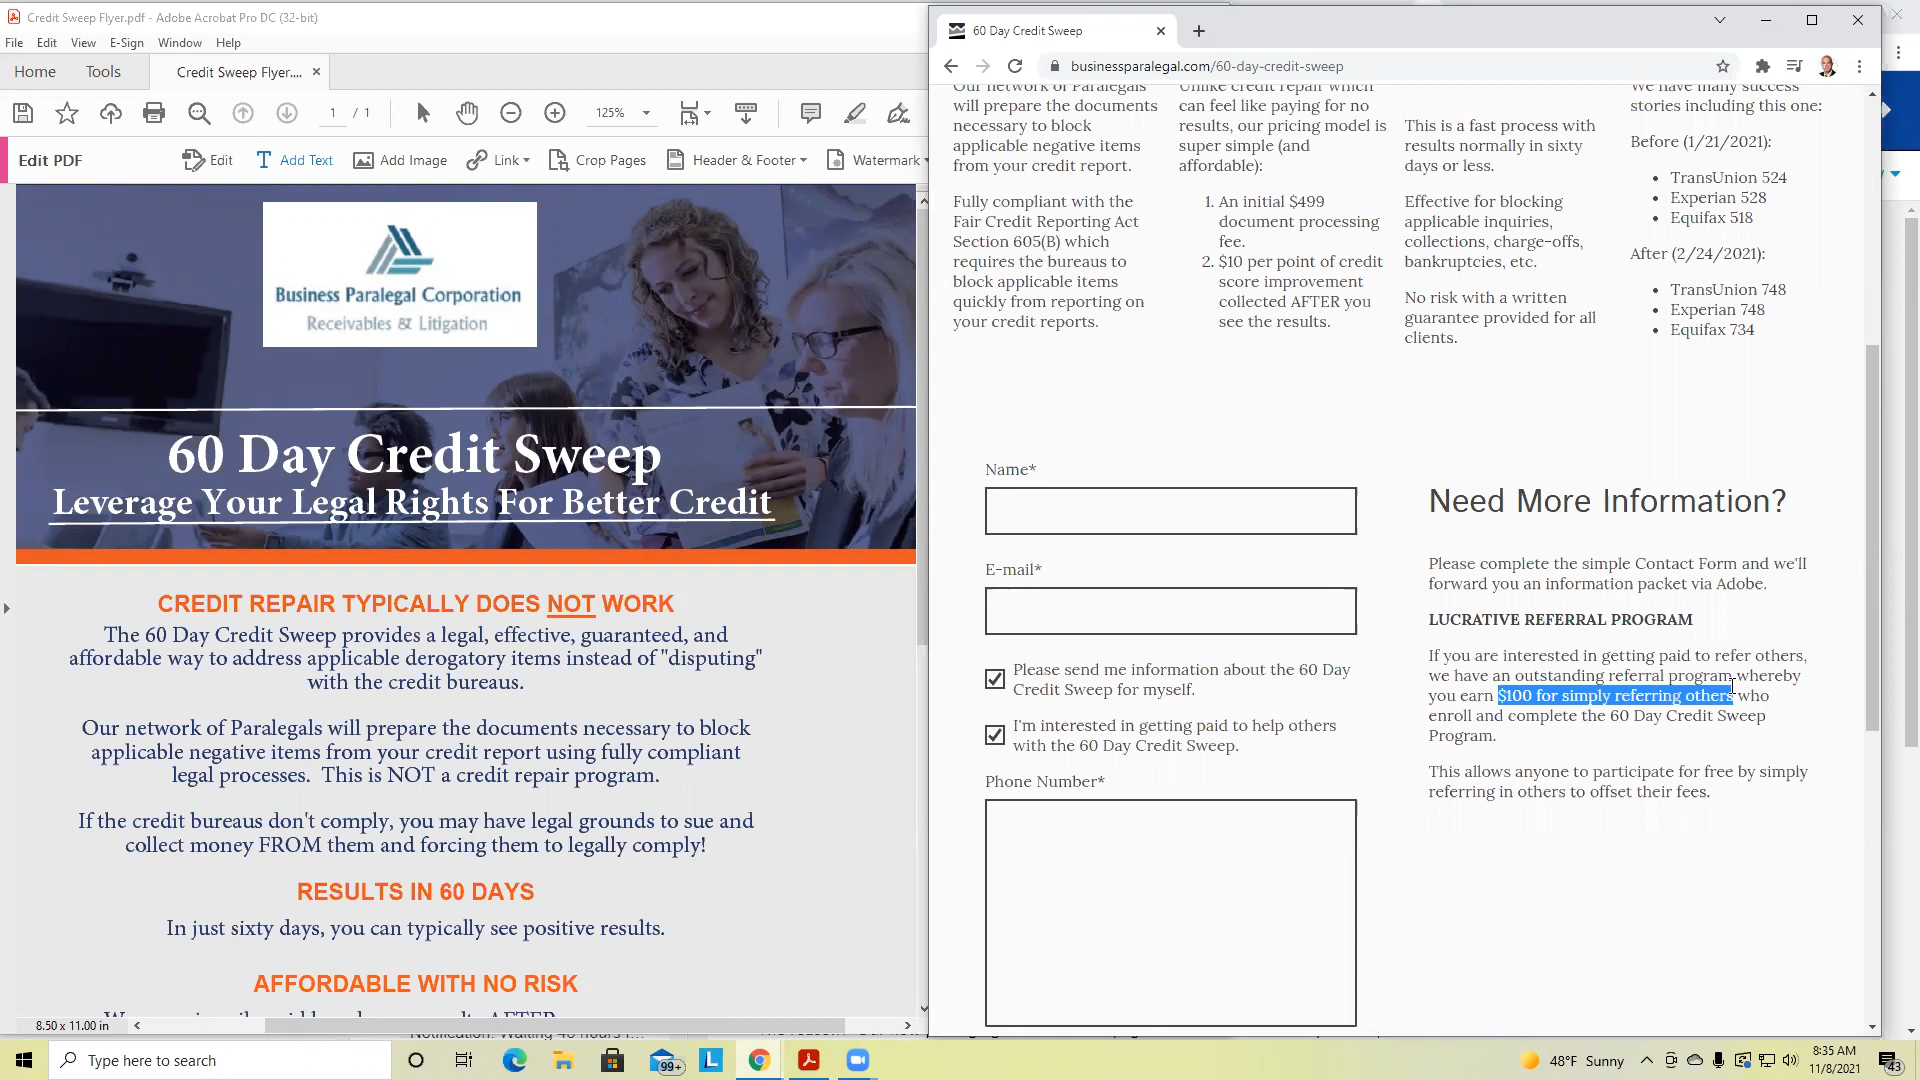 Credit Sweep Flyer.pdf - Adobe Acrobat Pro DC (32-bit)
File Edit View E-Sign Window Help
Home Tools Credit Sweep Flyer....
1 / 1 125%
Edit PDF Edit Add Text Add Image Link Crop Pages Header & Footer Watermark
Business Paralegal Corporation
Receivables & Litigation
60 Day Credit Sweep
Leverage Your Legal Rights For Better Credit
CREDIT REPAIR TYPICALLY DOES NOT WORK
The 60 Day Credit Sweep provides a legal, effective, guaranteed, and
affordable way to address applicable derogatory items instead of "disputing"
with the credit bureaus.
Our network of Paralegals will prepare the documents necessary to block
applicable negative items from your credit report using fully compliant
legal processes. This is NOT a credit repair program.
If the credit bureaus don't comply, you may have legal grounds to sue and
collect money FROM them and forcing them to legally comply!
RESULTS IN 60 DAYS
In just sixty days, you can typically see positive results.
AFFORDABLE WITH NO RISK
8.50 x 11.00 in
60 Day Credit Sweep
businessparalegal.com/60-day-credit-sweep
Our network of Paralegals
will prepare the documents
necessary to block
applicable negative items
from your credit report.
Fully compliant with the
Fair Credit Reporting Act
Section 605(B) which
requires the bureaus to
block applicable items
quickly from reporting on
your credit reports.
Unlike credit repair which
can feel like paying for no
results, our pricing model is
super simple (and
affordable):
1. An initial $499
document processing
fee.
2. $10 per point of credit
score improvement
collected AFTER you
see the results.
This is a fast process with
results normally in sixty
days or less.
Effective for blocking
applicable inquiries,
collections, charge-offs,
bankruptcies, etc.
No risk with a written
guarantee provided for all
clients.
We have many success
stories including this one:
Before (1/21/2021):
• TransUnion 524
• Experian 528
• Equifax 518
After (2/24/2021):
• TransUnion 748
• Experian 748
• Equifax 734
Name*
E-mail*
Please send me information about the 60 Day
Credit Sweep for myself.
I'm interested in getting paid to help others
with the 60 Day Credit Sweep.
Phone Number*
Need More Information?
Please complete the simple Contact Form and we'll
forward you an information packet via Adobe.
LUCRATIVE REFERRAL PROGRAM
If you are interested in getting paid to refer others,
we have an outstanding referral program whereby
you earn $100 for simply referring others who
enroll and complete the 60 Day Credit Sweep
Program.
This allows anyone to participate for free by simply
referring in others to offset their fees.
Type here to search
99+
48°F Sunny
8:35 AM
11/8/2021
43